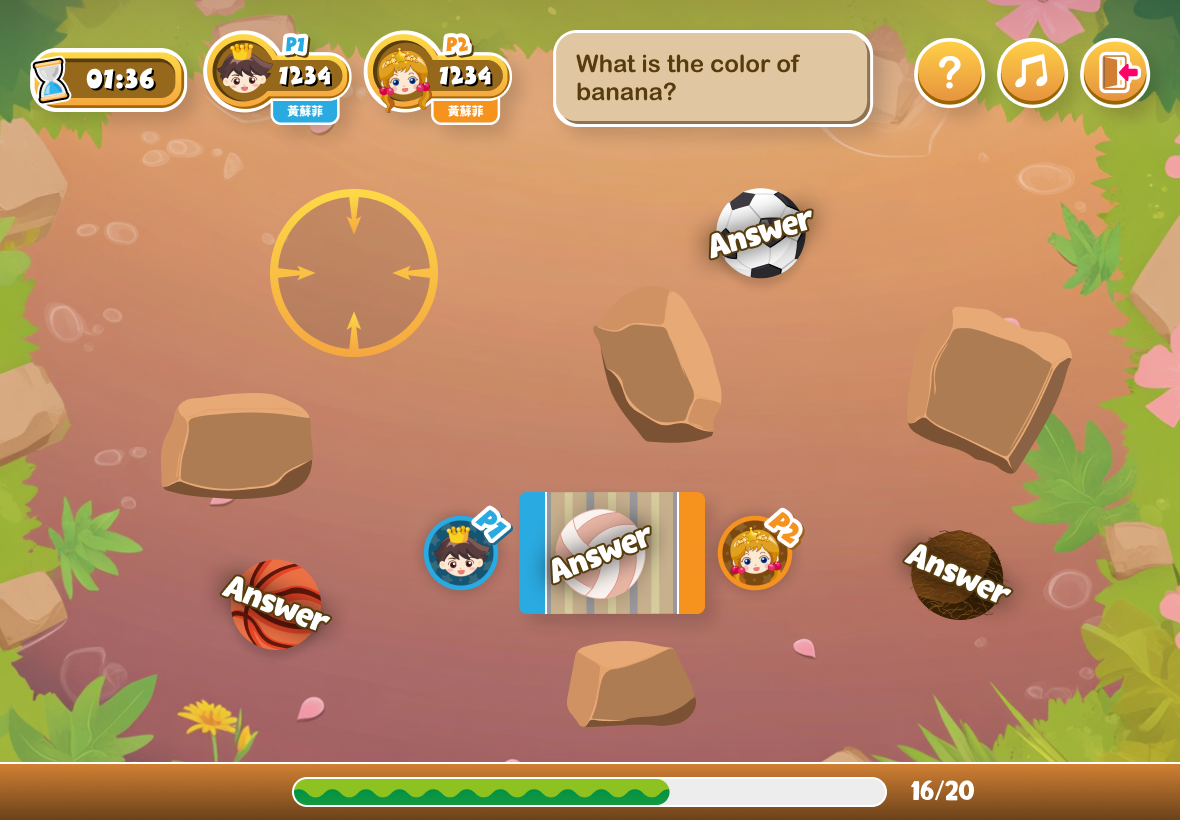 01:36
P1
1234
黃蘇菲
P2
1234
黃蘇菲
What is the color of
banana?
?
Answer
P1
Answer
P2
Answer
Answer
16/20